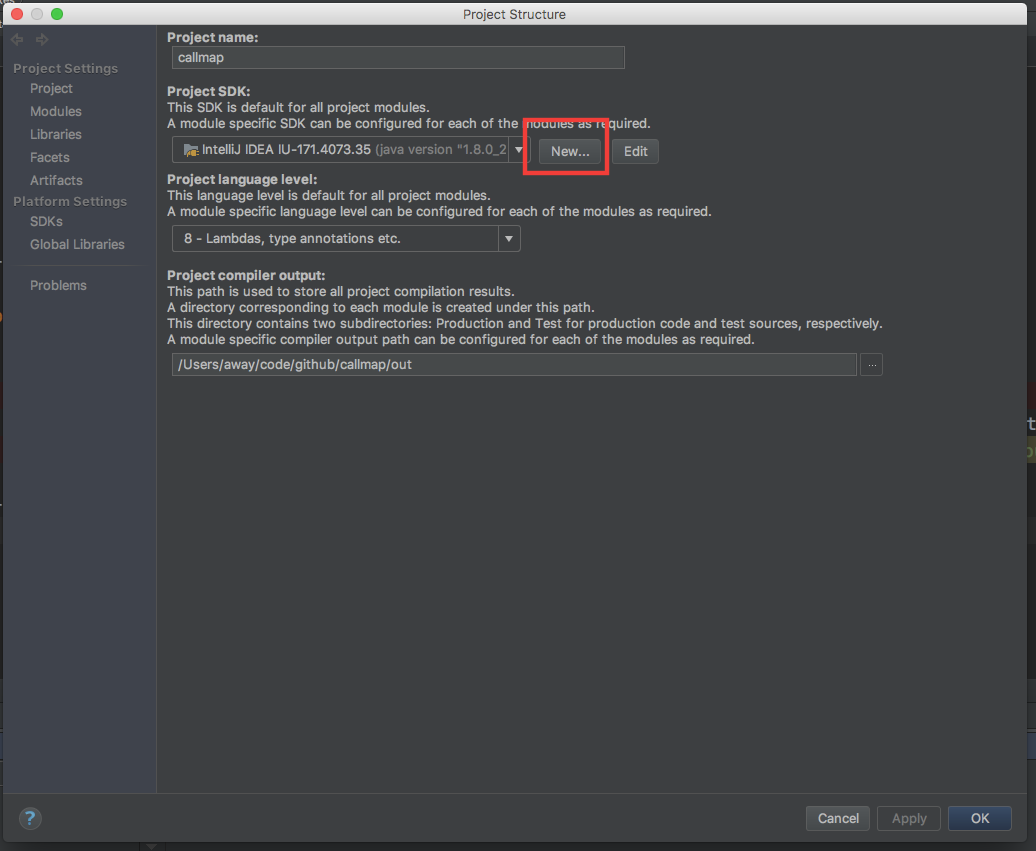 Project Structure
Project name:
callmap
Project Settings
Project
Modules
Libraries
Facets
Artifacts
Platform Settings
SDKs
Global Libraries
Problems
Project SDK:
This SDK is default for all project modules.
A module specific SDK can be configured for each of the modules as required.
IntelliJ IDEA IU-171.4073.35 (java version "1.8.0_2
New...
Edit
Project language level:
This language level is default for all project modules.
A module specific language level can be configured for each of the modules as required.
8 - Lambdas, type annotations etc.
Project compiler output:
This path is used to store all project compilation results.
A directory corresponding to each module is created under this path.
This directory contains two subdirectories: Production and Test for production code and test sources, respectively.
A module specific compiler output path can be configured for each of the modules as required.
/Users/away/code/github/callmap/out
...
?
Cancel
Apply
OK